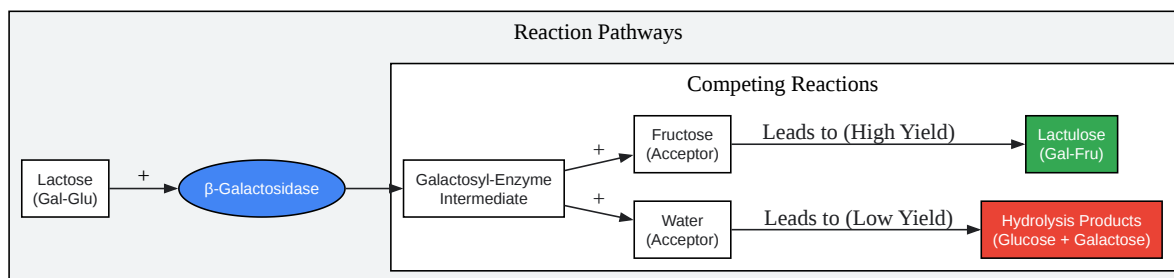 Reaction Pathways
Competing Reactions
Lactose
(Gal-Glu)
+
β-Galactosidase
Galactosyl-Enzyme
Intermediate
+
Fructose
(Acceptor)
Leads to (High Yield)
Lactulose
(Gal-Fru)
+
Water
(Acceptor)
Leads to (Low Yield)
Hydrolysis Products
(Glucose + Galactose)